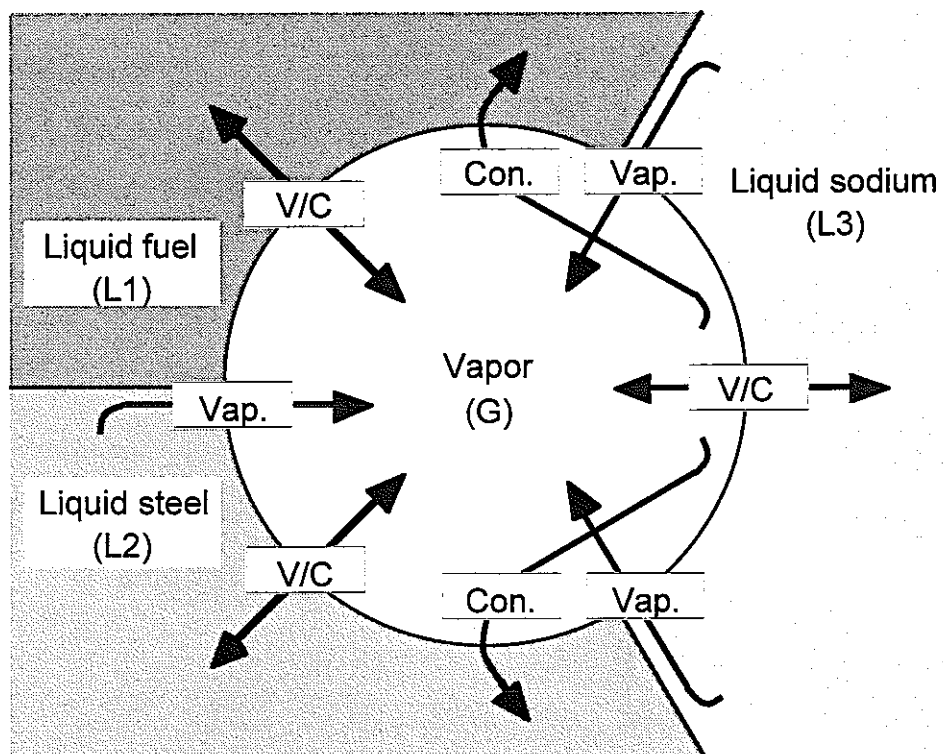 Con.
Vap.
V/C
Liquid sodium
(L3)
Liquid fuel
(L1)
Vapor
(G)
V/C
Vap.
Liquid steel
(L2)
V/C
Con.
Vap.